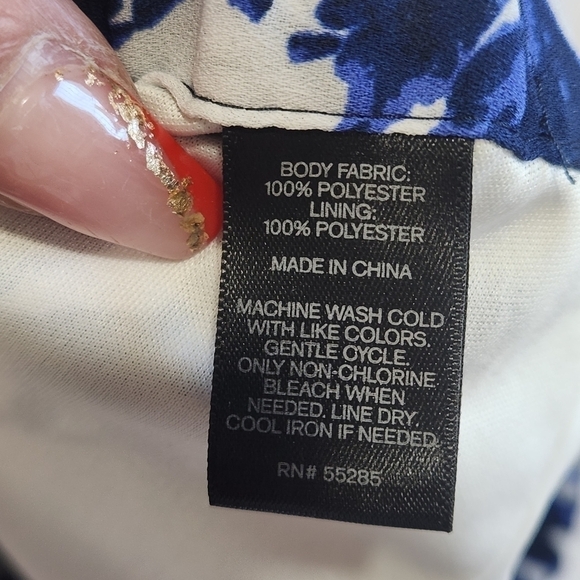 BODY FABRIC:
100% POLYESTER
LINING:
100% POLYESTER
MADE IN CHINA
MACHINE WASH COLD
WITH LIKE COLORS.
GENTLE CYCLE.
ONLY NON-CHLORINE
BLEACH WHEN
NEEDED. LINE DRY.
COOL IRON IF NEEDED.
RN# 55285